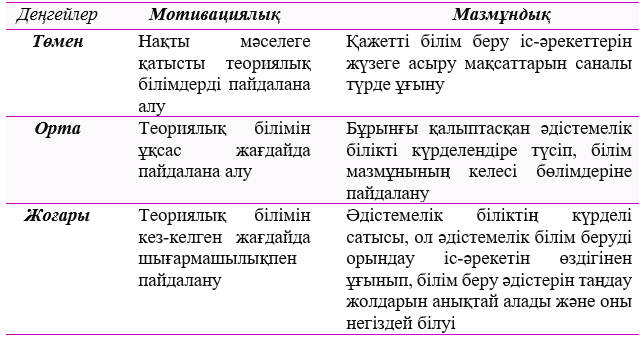 Деңгейлер Мотивациялық Мазмұндық
Төмен Нақты мәселеге Қажетті білім беру іс-әрекеттерін
қатысты теориялық жүзеге асыру мақсаттарын саналы
білімдерді пайдалана түрде ұғыну
алу
Орта Теориялық білімін Бұрынғы қалыптасқан әдістемелік
ұқсас жағдайда білікті күрделендіре түсіп, білім
пайдалана алу мазмұнының келесі бөлімдеріне
пайдалану
Жоғары Теориялық білімін Әдістемелік біліктің күрделі
кез-келген жағдайда сатысы, ол әдістемелік білім беруді
шығармашылықпен орындау іс-әрекетін өздігінен
пайдалану ұғынып, білім беру әдістерін таңдау
жолдарын анықтай алады және оны
негіздей білуі